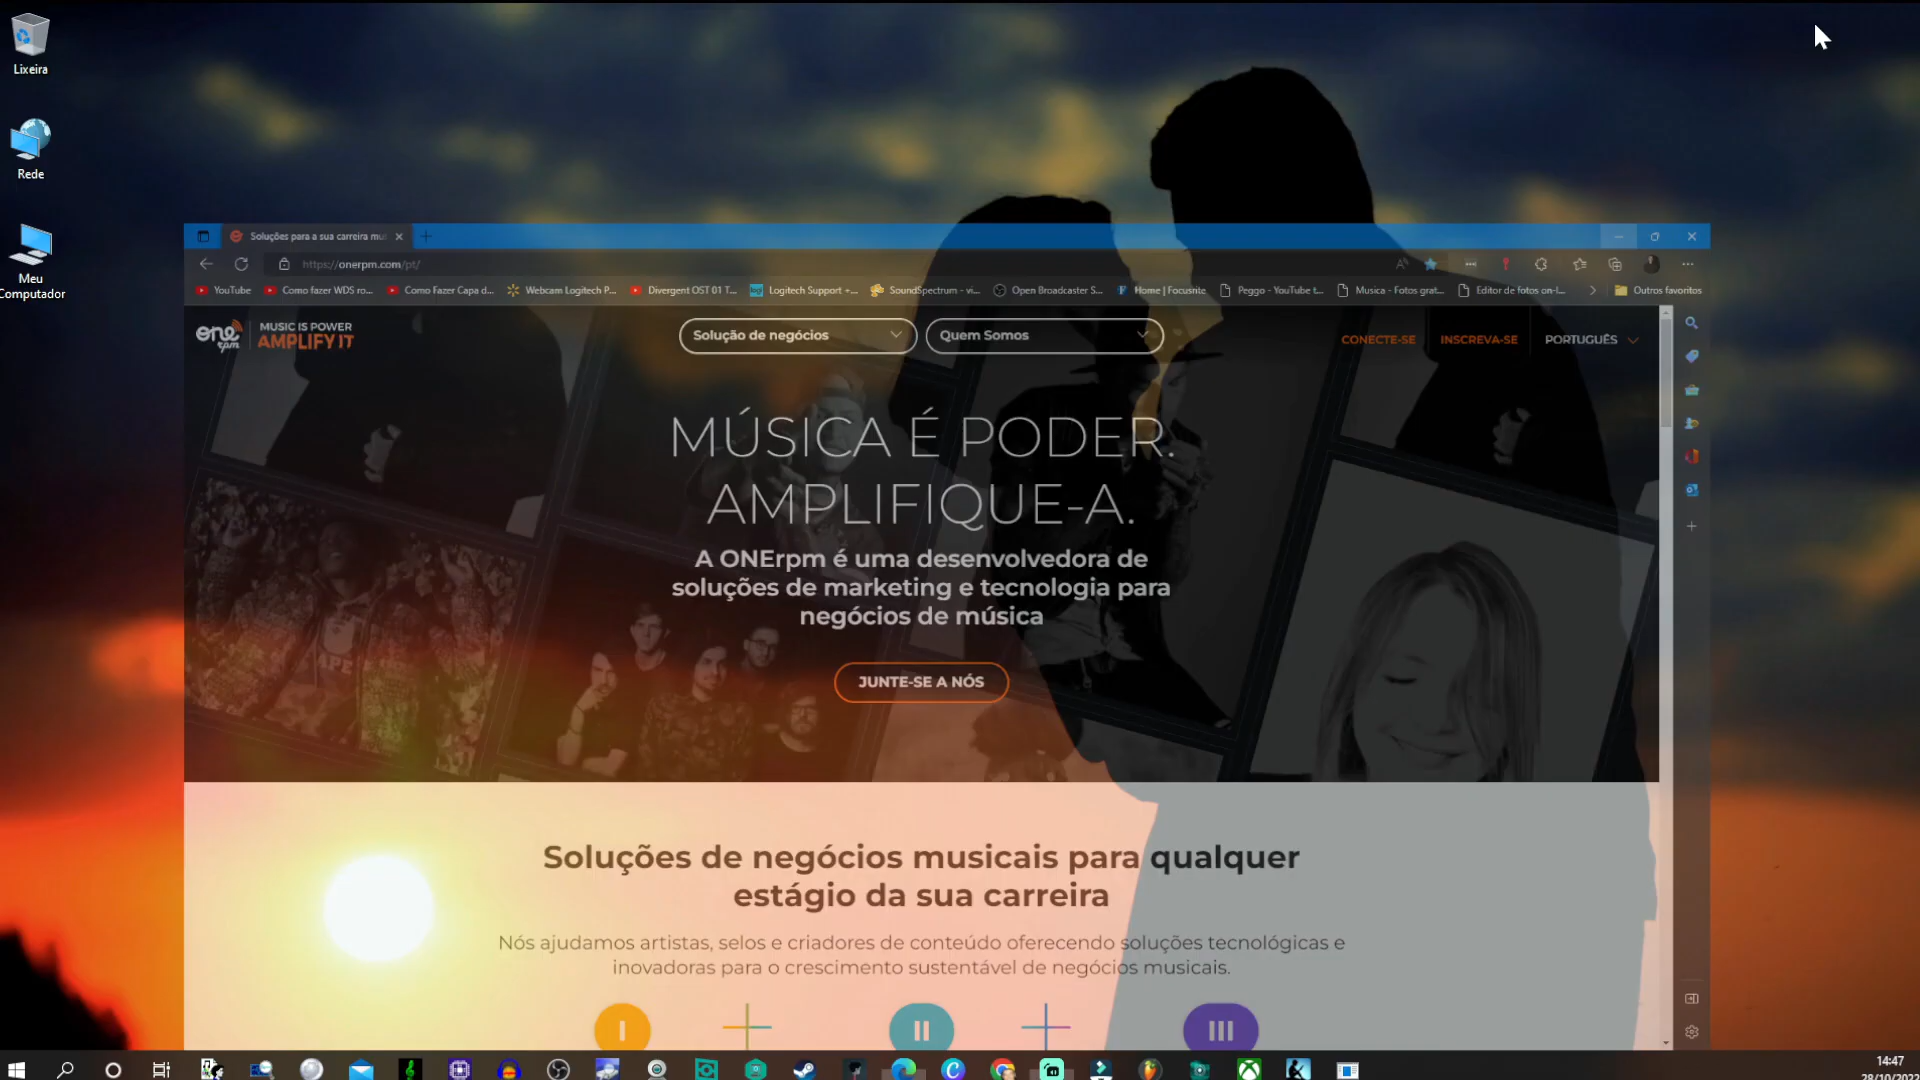 Lixeira
Rede
Meu
Computador
Soluções para a sua carreira mu
https://onerpm.com/pt/
YouTube
Como fazer WDS ro...
Como Fazer Capa d...
Webcam Logitech P...
Divergent OST 01 T...
Logitech Support +...
SoundSpectrum - vi...
Open Broadcaster S...
Home | Focusrite
Peggo - YouTube t...
Musica - Fotos grat...
Editor de fotos on-l...
Outros favoritos
one rpm
MUSIC IS POWER
AMPLIFY IT
Solução de negócios
Quem Somos
CONECTE-SE
INSCREVA-SE
PORTUGUÊS
MÚSICA É PODER.
AMPLIFIQUE-A.
A ONErpm é uma desenvolvedora de
soluções de marketing e tecnologia para
negócios de música
JUNTE-SE A NÓS
Soluções de negócios musicais para qualquer
estágio da sua carreira
Nós ajudamos artistas, selos e criadores de conteúdo oferecendo soluções tecnológicas e
inovadoras para o crescimento sustentável de negócios musicais.
I
II
III
14:47